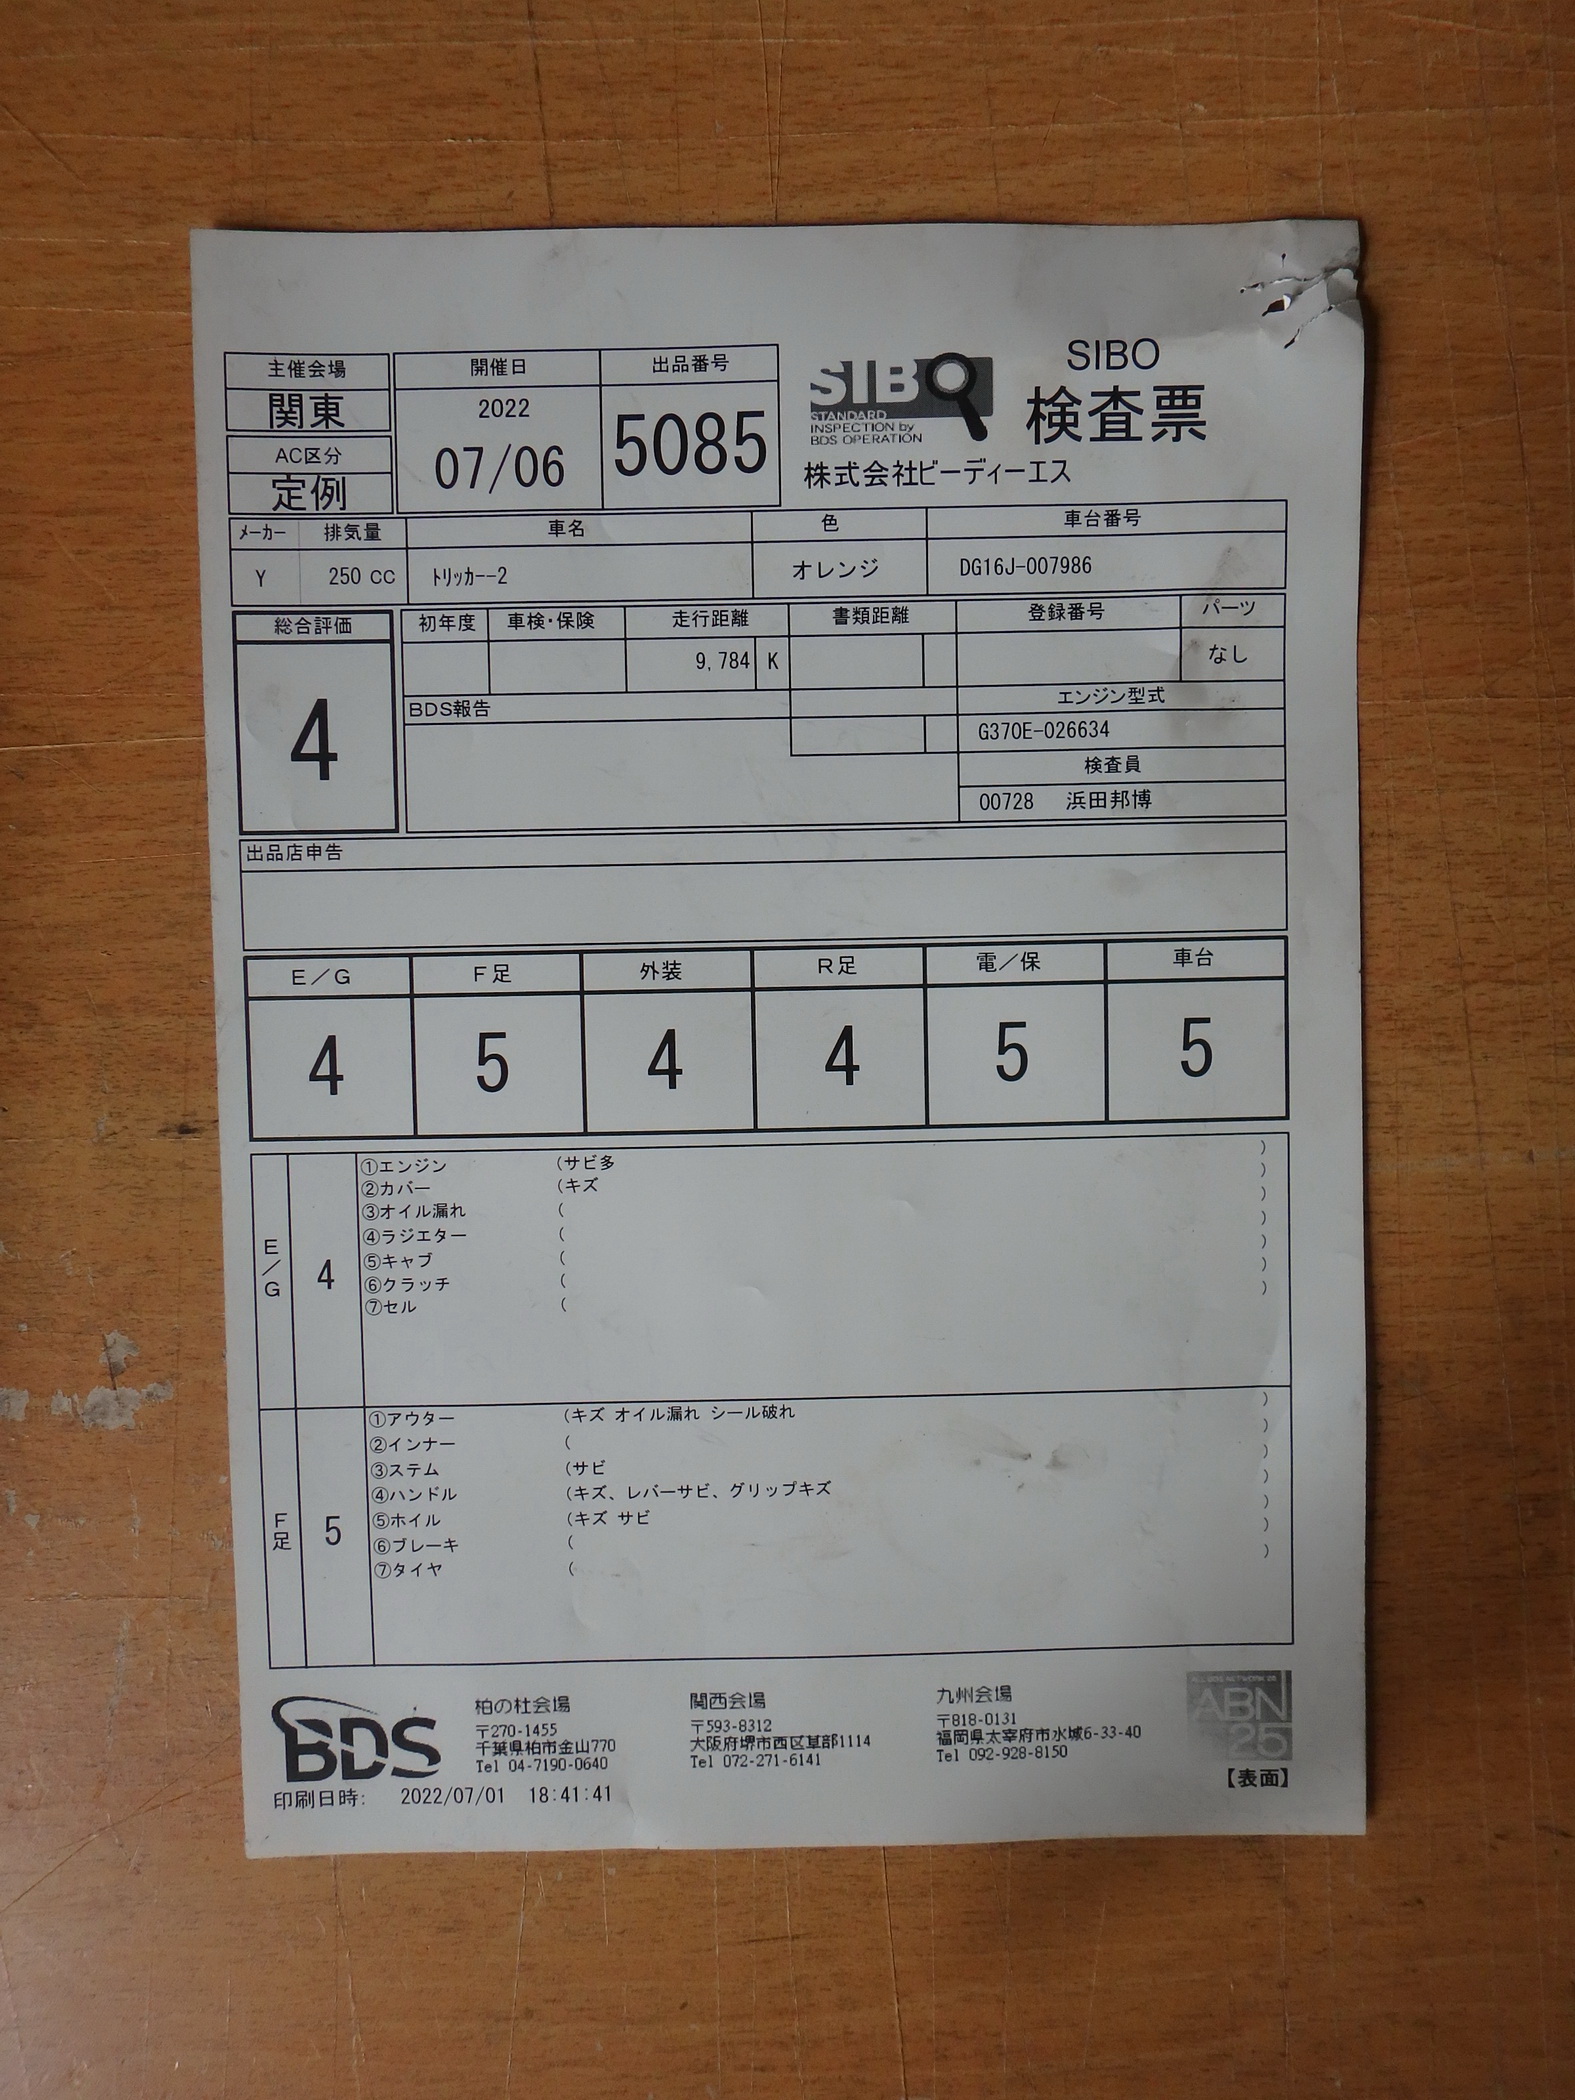 主催会場
関東
AC区分
定例
開催日
2022
07/06
出品番号
5085
SIBO
STANDARD
INSPECTION by
BDS OPERATION
SIBO
検査票
株式会社ビーディーエス
メーカー 排気量 車名 色 車台番号
Y 250 CC トリッカー-2 オレンジ DG16J-007986
総合評価
4
初年度 車検・保険 走行距離 書類距離 登録番号 パーツ
9,784 K なし
BDS報告
エンジン型式
G370E-026634
検査員
00728 浜田邦博
出品店申告
E/G F足 外装 R足 電/保 車台
4 5 4 4 5 5
E/G 4
①エンジン (サビ多 )
②カバー (キズ )
③オイル漏れ ( )
④ラジエター ( )
⑤キャブ ( )
⑥クラッチ ( )
⑦セル ( )
F足 5
①アウター (キズ オイル漏れ シール破れ )
②インナー ( )
③ステム (サビ )
④ハンドル (キズ、レバーサビ、グリップキズ )
⑤ホイル (キズ サビ )
⑥ブレーキ ( )
⑦タイヤ ( )
BDS
柏の杜会場
〒270-1455
千葉県柏市金山770
Tel 04-7190-0640
関西会場
〒593-8312
大阪府堺市西区草部1114
Tel 072-271-6141
九州会場
〒818-0131
福岡県太宰府市水城6-33-40
Tel 092-928-8150
ABN
25
【表面】
印刷日時: 2022/07/01 18:41:41